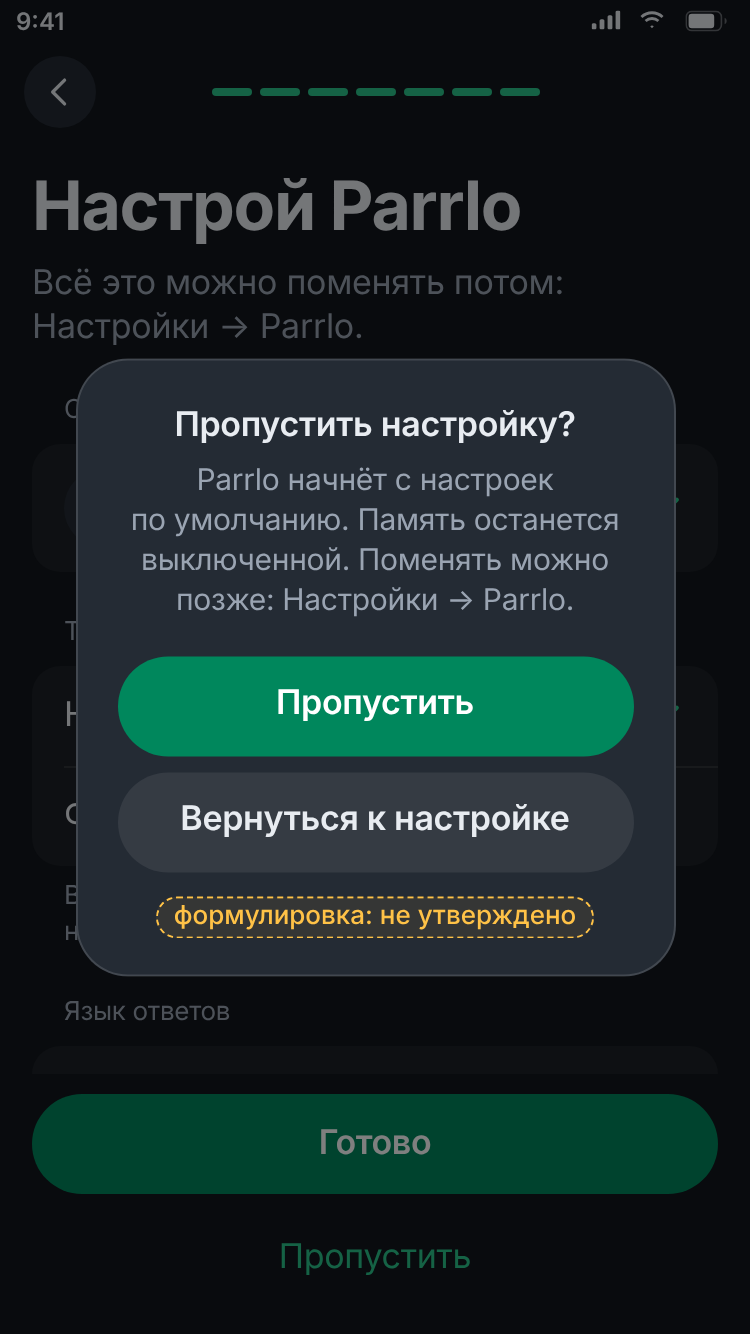 9:41
Настрой Parrlo
Всё это можно поменять потом:
Настройки → Parrlo.
Пропустить настройку?
Parrlo начнёт с настроек
по умолчанию. Память останется
выключенной. Поменять можно
позже: Настройки → Parrlo.
Пропустить
Вернуться к настройке
формулировка: не утверждено
Язык ответов
Готово
Пропустить